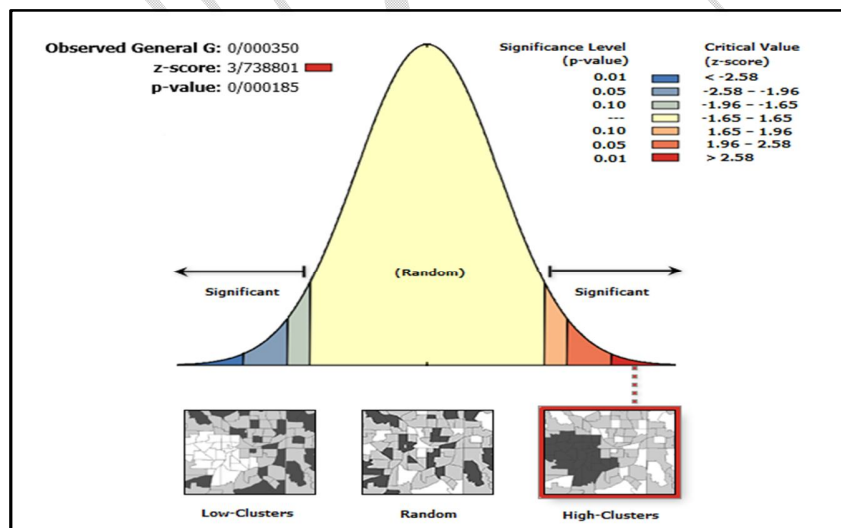 Observed General G: 0/000350
z-score: 3/738801
p-value: 0/000185
Significance Level
(p-value)
Critical Value
(z-score)
0.01 < -2.58
0.05 -2.58 – -1.96
0.10 -1.96 – -1.65
--- -1.65 – 1.65
0.10 1.65 – 1.96
0.05 1.96 – 2.58
0.01 > 2.58
Significant
(Random)
Significant
Low-Clusters
Random
High-Clusters